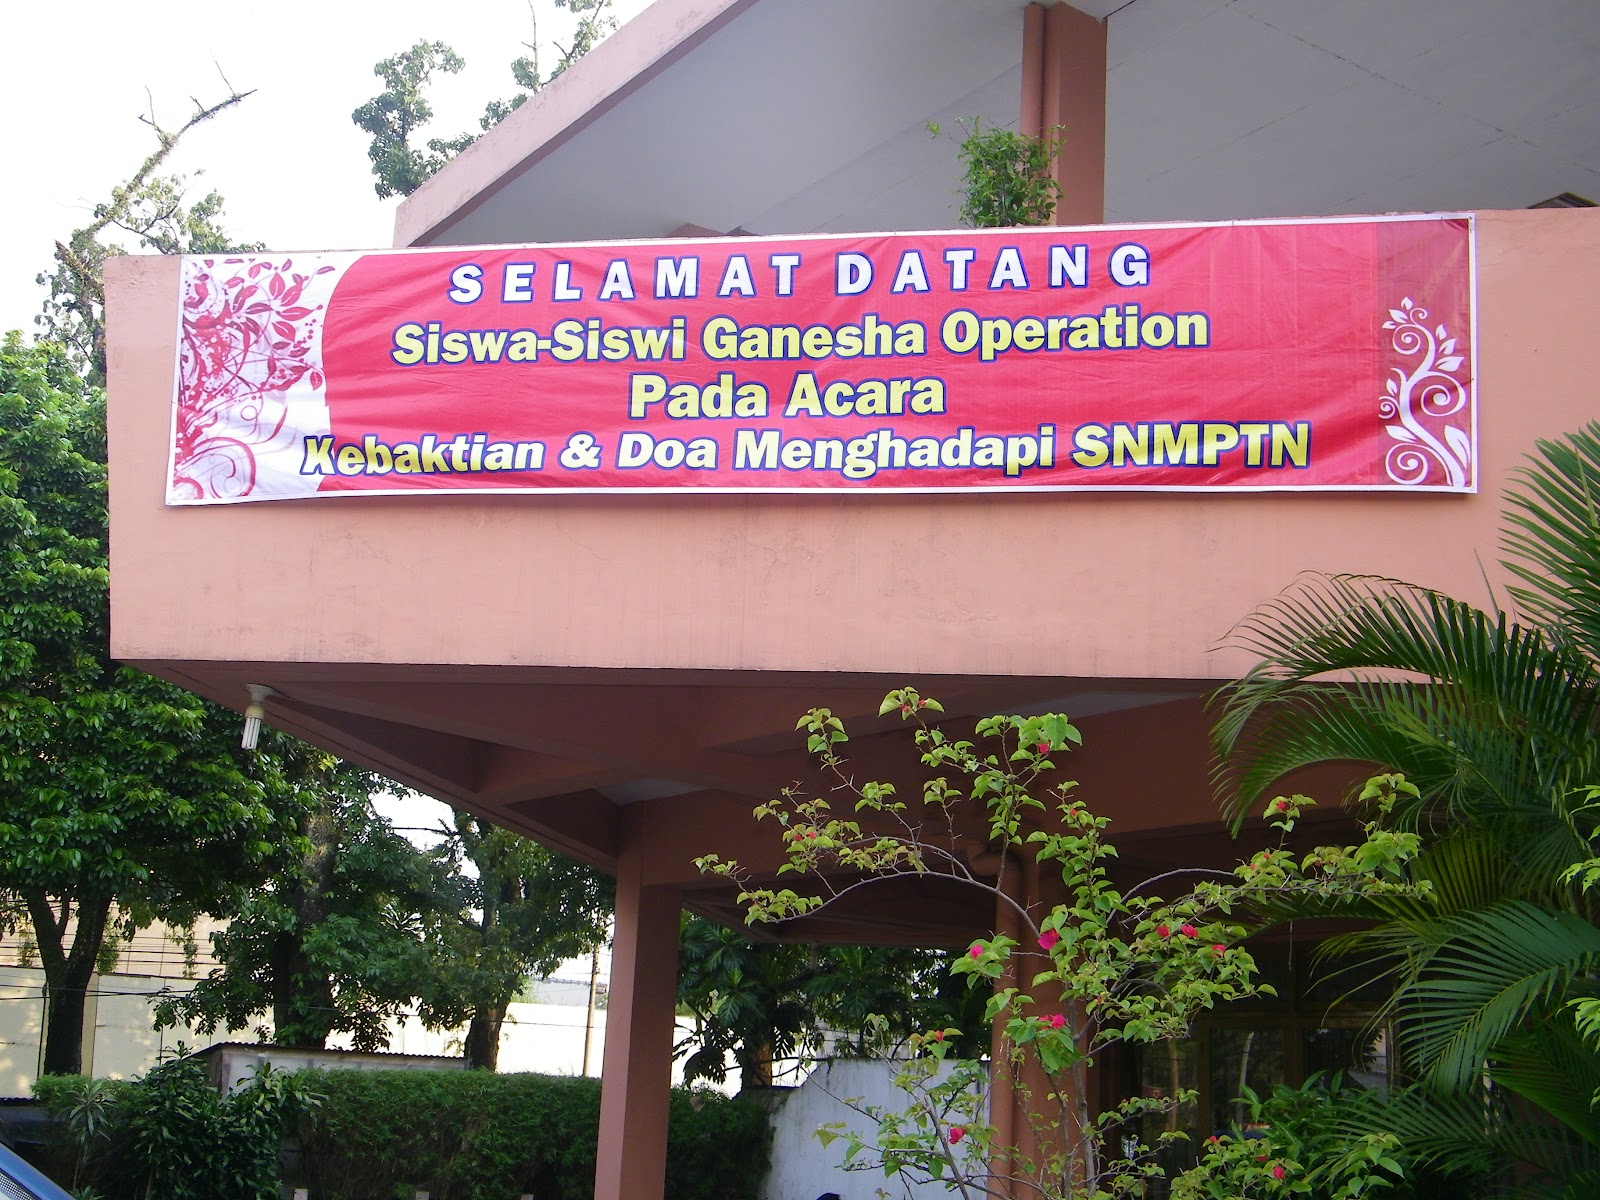 SELAMAT DATANG
Siswa-Siswi Ganesha Operation
Pada Acara
Kebaktian & Doa Menghadapi SNMPTN